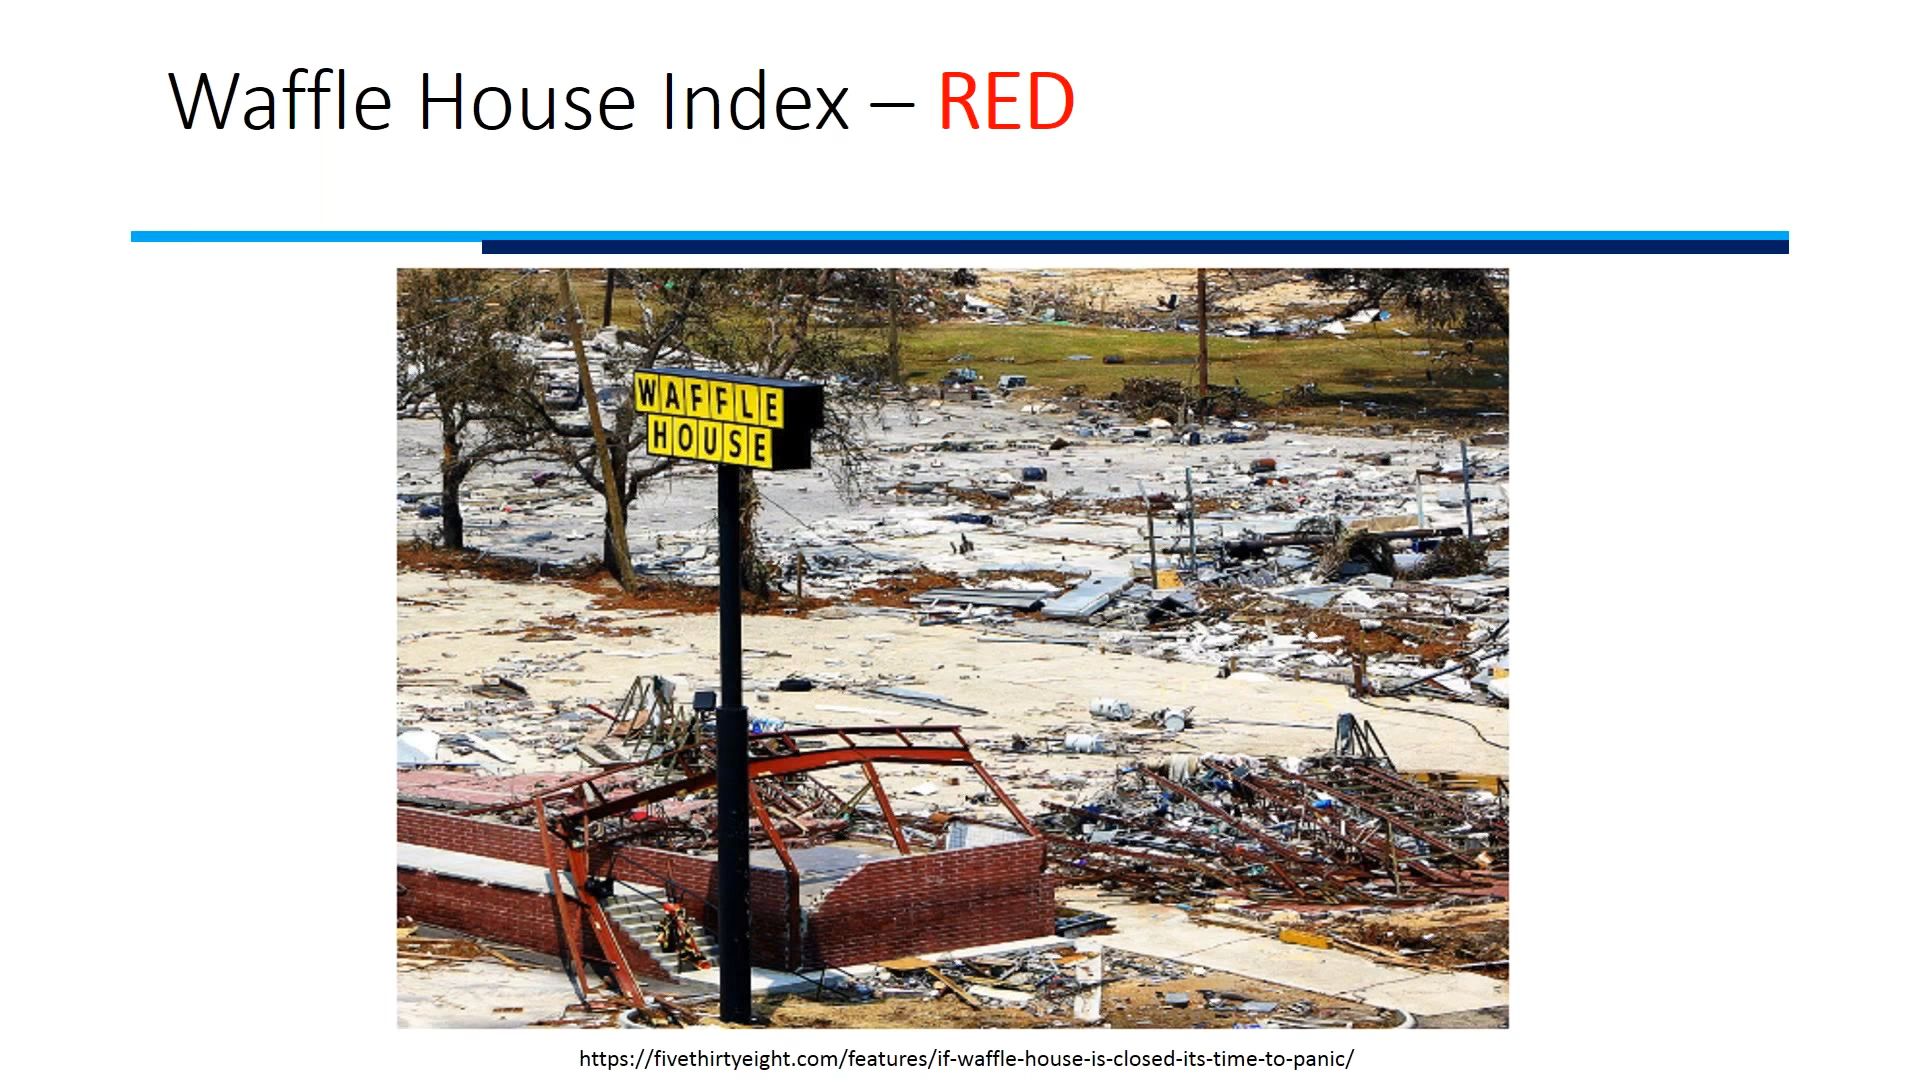 Waffle House Index – RED
WAFFLE
HOUSE
https://fivethirtyeight.com/features/if-waffle-house-is-closed-its-time-to-panic/